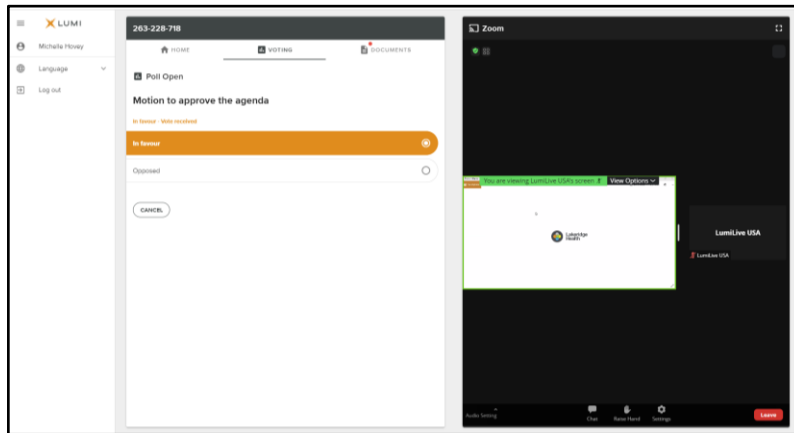 LUMI
Michelle Hovey
Language
Log out
263-228-718
HOME
VOTING
DOCUMENTS
Poll Open
Motion to approve the agenda
In favour - Vote received
In favour
Opposed
CANCEL
Zoom
You are viewing LumiLive USA's screen
View Options
Lakeridge
Health
LumiLive USA
LumiLive USA
Audio Setting
Chat
Raise Hand
Settings
Leave